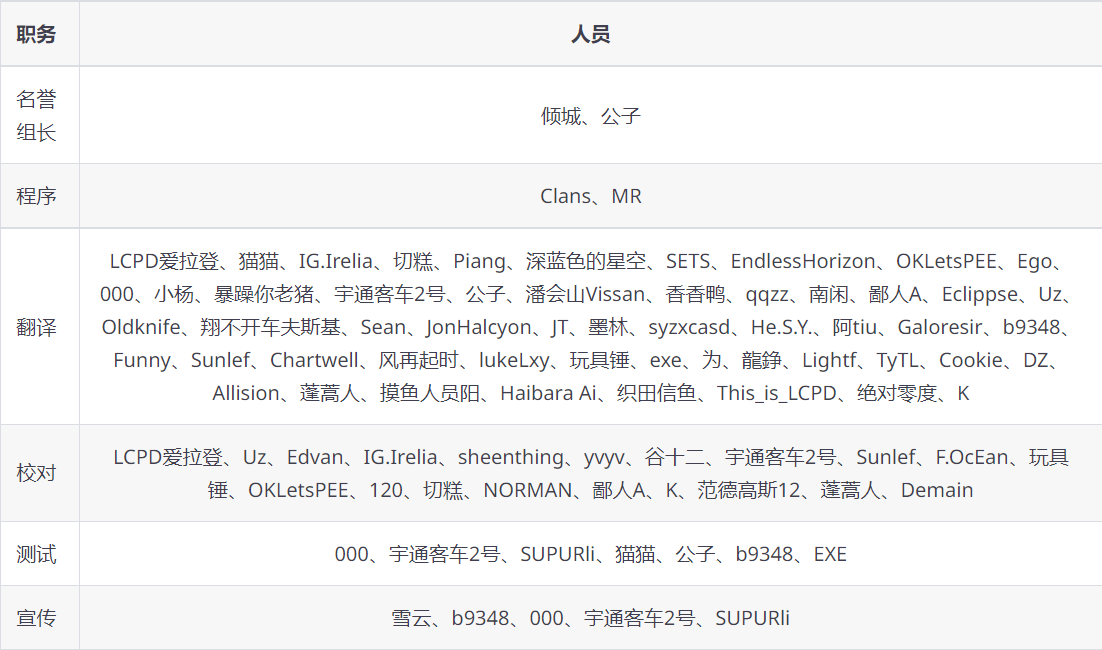 职务
人员
名誉
组长
倾城、公子
程序
Clans、MR
翻译
LCPD爱拉登、猫猫、IG.Irelia、切糕、Piang、深蓝色的星空、SETS、EndlessHorizon、OKLetsPEE、Ego、
000、小杨、暴躁你老猪、宇通客车2号、公子、潘会山Vissan、香香鸭、qqzz、南闲、鄙人A、Eclippse、Uz、
Oldknife、翔不开车夫斯基、Sean、JonHalcyon、JT、墨林、syzxcasd、He.S.Y.、阿tiu、Galoresir、b9348、
Funny、Sunlef、Chartwell、风再起时、lukeLxy、玩具锤、exe、为、龍錚、Lightf、TyTL、Cookie、DZ、
Allision、蓬蒿人、摸鱼人员阳、Haibara Ai、织田信鱼、This_is_LCPD、绝对零度、K
校对
LCPD爱拉登、Uz、Edvan、IG.Irelia、sheenthing、yvyv、谷十二、宇通客车2号、Sunlef、F.OcEan、玩具
锤、OKLetsPEE、120、切糕、NORMAN、鄙人A、K、范德高斯12、蓬蒿人、Demain
测试
000、宇通客车2号、SUPURli、猫猫、公子、b9348、EXE
宣传
雪云、b9348、000、宇通客车2号、SUPURli